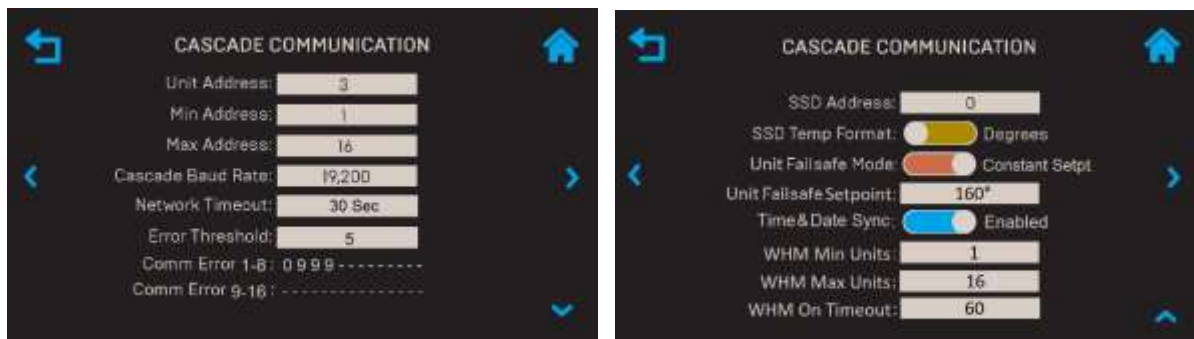 CASCADE COMMUNICATION
Unit Address: 3
Min Address: 1
Max Address: 16
Cascade Baud Rate: 19,200
Network Timeout: 30 Sec
Error Threshold: 5
Comm Error 1-8: 0 9 9 9 - - - - - - - - -
Comm Error 9-16: - - - - - - - - - - - - - - -
CASCADE COMMUNICATION
SSD Address: 0
SSD Temp Format: Degrees
Unit Failsafe Mode: Constant Setpt
Unit Failsafe Setpoint: 160°
Time&Date Sync: Enabled
WHM Min Units: 1
WHM Max Units: 16
WHM On Timeout: 60